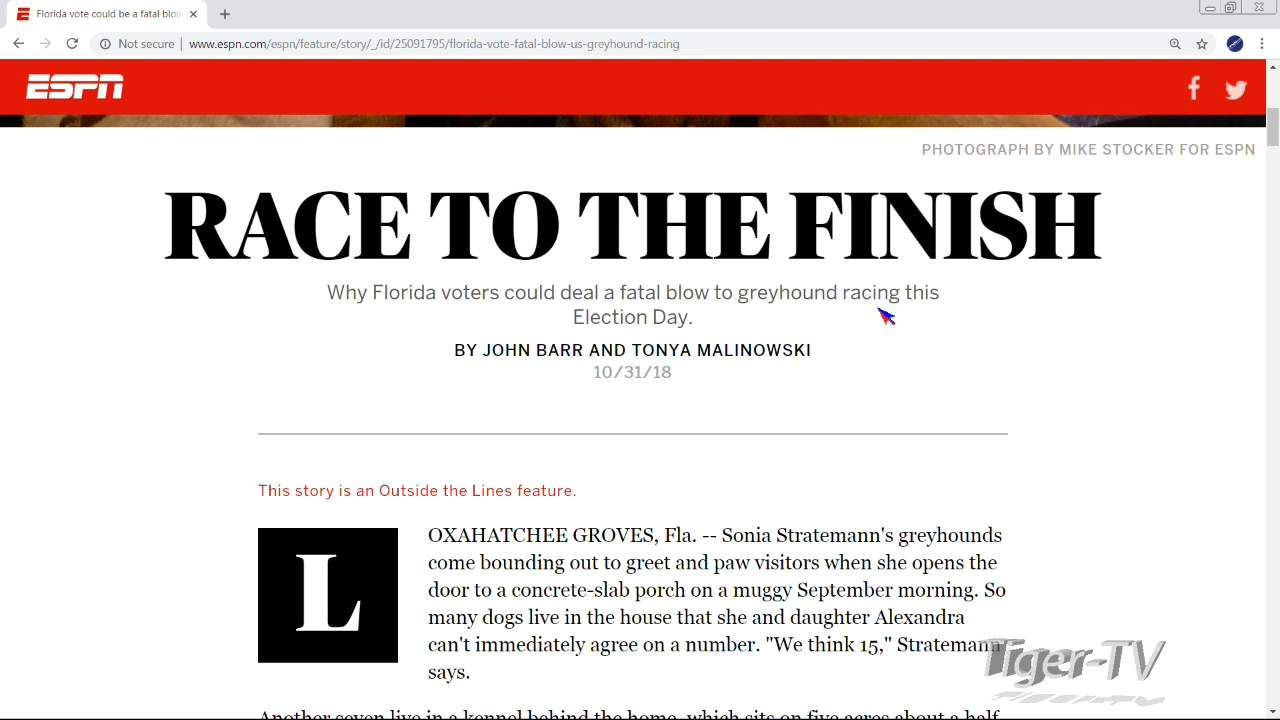 Florida vote could be a fatal blow
Not secure | www.espn.com/espn/feature/story/_/id/25091795/florida-vote-fatal-blow-us-greyhound-racing
ESPN
PHOTOGRAPH BY MIKE STOCKER FOR ESPN
RACE TO THE FINISH
Why Florida voters could deal a fatal blow to greyhound racing this
Election Day.
BY JOHN BARR AND TONYA MALINOWSKI
10/31/18
This story is an Outside the Lines feature.
LOXAHATCHEE GROVES, Fla. -- Sonia Stratemann's greyhounds
come bounding out to greet and paw visitors when she opens the
door to a concrete-slab porch on a muggy September morning. So
many dogs live in the house that she and daughter Alexandra
can't immediately agree on a number. "We think 15," Stratemann
says.
Another seven live in a kennel behind the home, which sits on five acres about a half
Tiger-TV